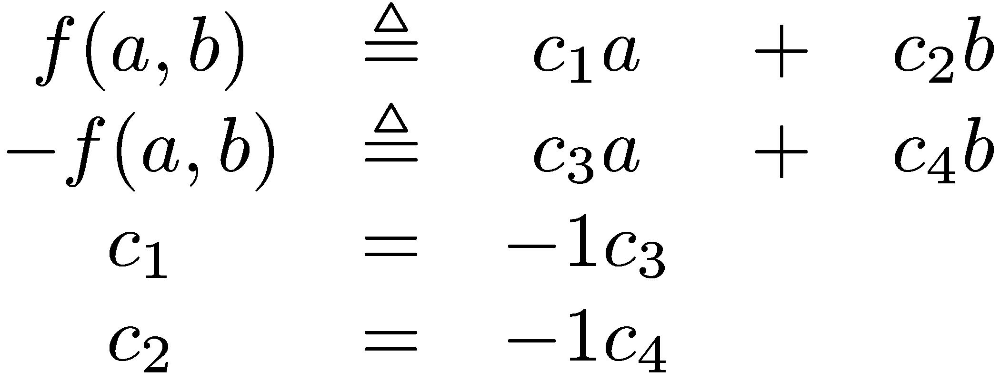 f(a, b) ≜ c₁a + c₂b
−f(a, b) ≜ c₃a + c₄b
c₁ = −1c₃
c₂ = −1c₄